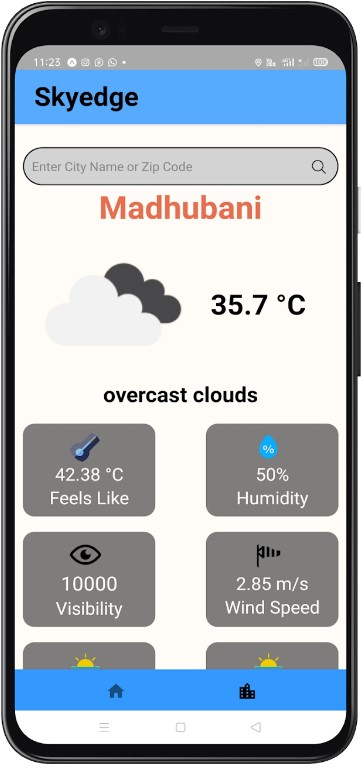 11:23
Skyedge
Enter City Name or Zip Code
Madhubani
35.7 °C
overcast clouds
42.38 °C
Feels Like
50%
Humidity
10000
Visibility
2.85 m/s
Wind Speed